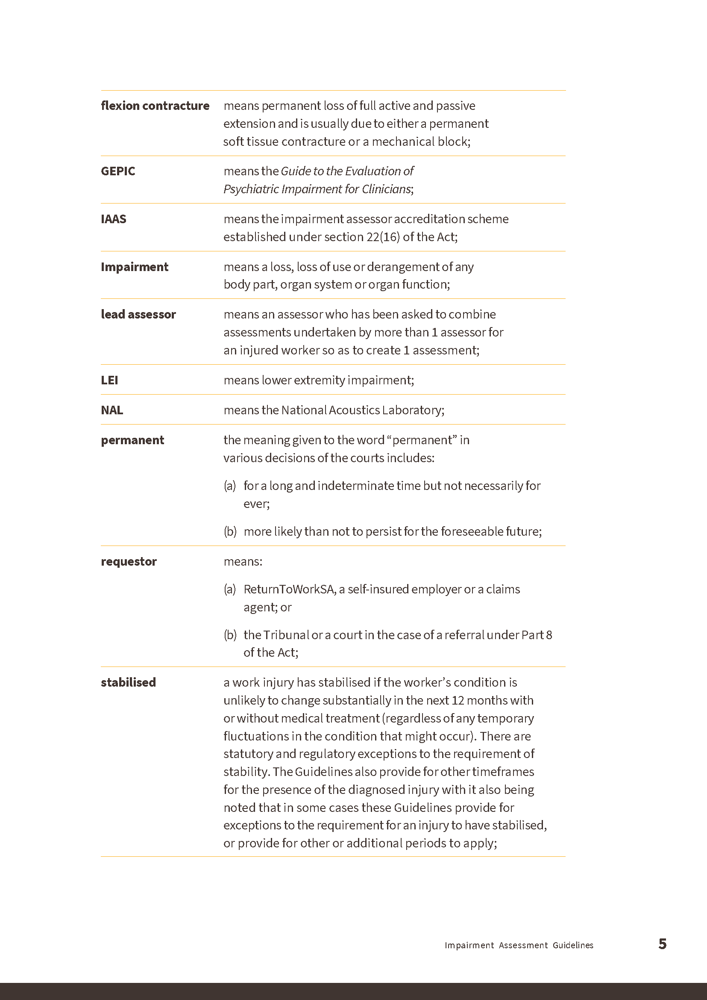 flexion contracture means permanent loss of full active and passive
extension and is usually due to either a permanent
soft tissue contracture or a mechanical block;
GEPIC means the Guide to the Evaluation of
Psychiatric Impairment for Clinicians;
IAAS means the impairment assessor accreditation scheme
established under section 22(16) of the Act;
Impairment means a loss, loss of use or derangement of any
body part, organ system or organ function;
lead assessor means an assessor who has been asked to combine
assessments undertaken by more than 1 assessor for
an injured worker so as to create 1 assessment;
LEI means lower extremity impairment;
NAL means the National Acoustics Laboratory;
permanent the meaning given to the word “permanent” in
various decisions of the courts includes:
(a) for a long and indeterminate time but not necessarily for
ever;
(b) more likely than not to persist for the foreseeable future;
requestor means:
(a) ReturnToWorkSA, a self-insured employer or a claims
agent; or
(b) the Tribunal or a court in the case of a referral under Part 8
of the Act;
stabilised a work injury has stabilised if the worker’s condition is
unlikely to change substantially in the next 12 months with
or without medical treatment (regardless of any temporary
fluctuations in the condition that might occur). There are
statutory and regulatory exceptions to the requirement of
stability. The Guidelines also provide for other timeframes
for the presence of the diagnosed injury with it also being
noted that in some cases these Guidelines provide for
exceptions to the requirement for an injury to have stabilised,
or provide for other or additional periods to apply;
Impairment Assessment Guidelines 5